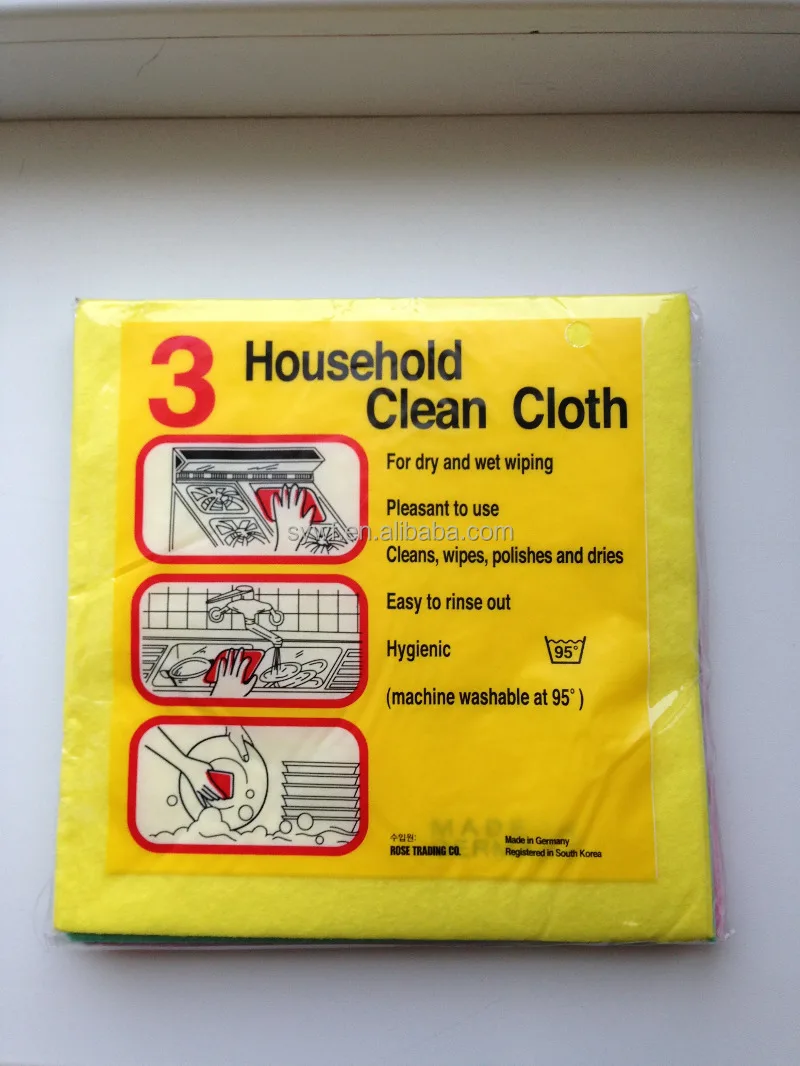 3 Household
Clean Cloth
For dry and wet wiping
Pleasant to use
Cleans, wipes, polishes and dries
Easy to rinse out
Hygienic 95°
(machine washable at 95°)
수입원:
ROSE TRADING CO.
Made in Germany
Registered in South Korea